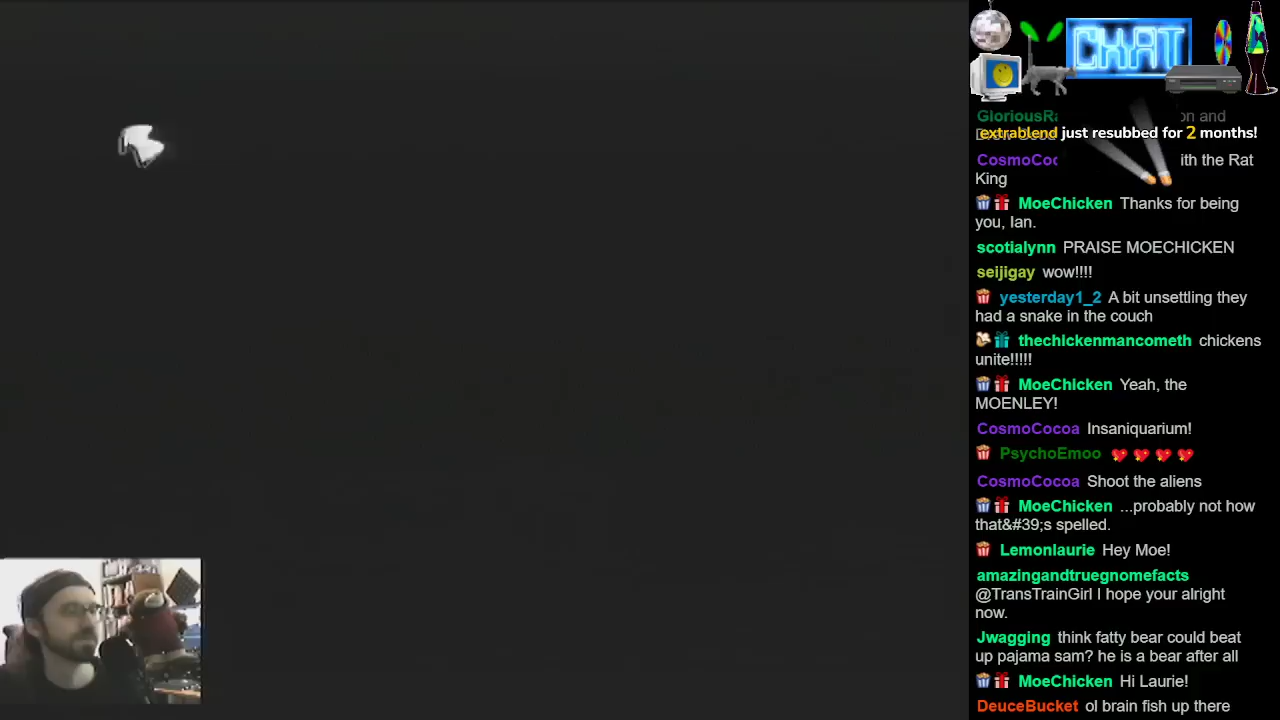 CHAT
GloriousRa on and
extrablend just resubbed for 2 months!
CosmoCoc ith the Rat
King
MoeChicken Thanks for being
you, Ian.
scotialynn PRAISE MOECHICKEN
seijigay wow!!!!
yesterday1_2 A bit unsettling they
had a snake in the couch
thechickenmancometh chickens
unite!!!!!
MoeChicken Yeah, the
MOENLEY!
CosmoCocoa Insaniquarium!
PsychoEmoo
CosmoCocoa Shoot the aliens
MoeChicken ...probably not how
that&#39;s spelled.
Lemonlaurie Hey Moe!
amazingandtruegnomefacts
@TransTrainGirl I hope your alright
now.
Jwagging think fatty bear could beat
up pajama sam? he is a bear after all
MoeChicken Hi Laurie!
DeuceBucket ol brain fish up there